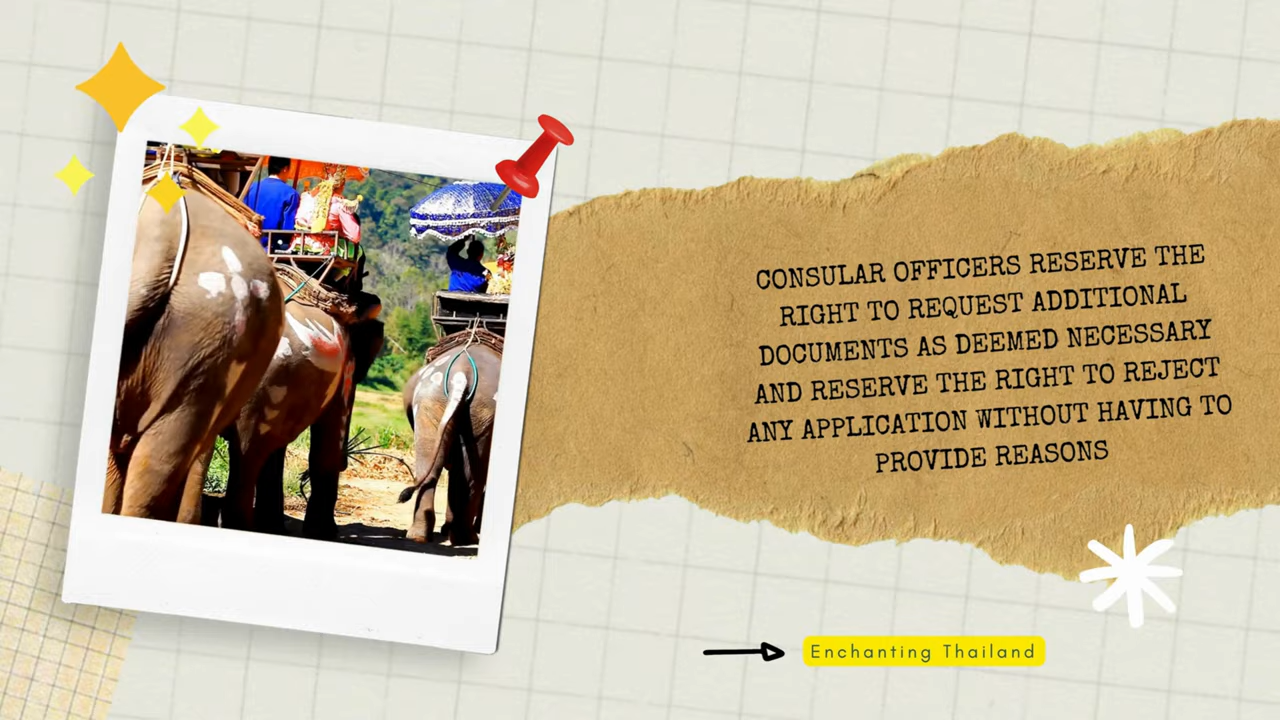 CONSULAR OFFICERS RESERVE THE
RIGHT TO REQUEST ADDITIONAL
DOCUMENTS AS DEEMED NECESSARY
AND RESERVE THE RIGHT TO REJECT
ANY APPLICATION WITHOUT HAVING TO
PROVIDE REASONS
Enchanting Thailand